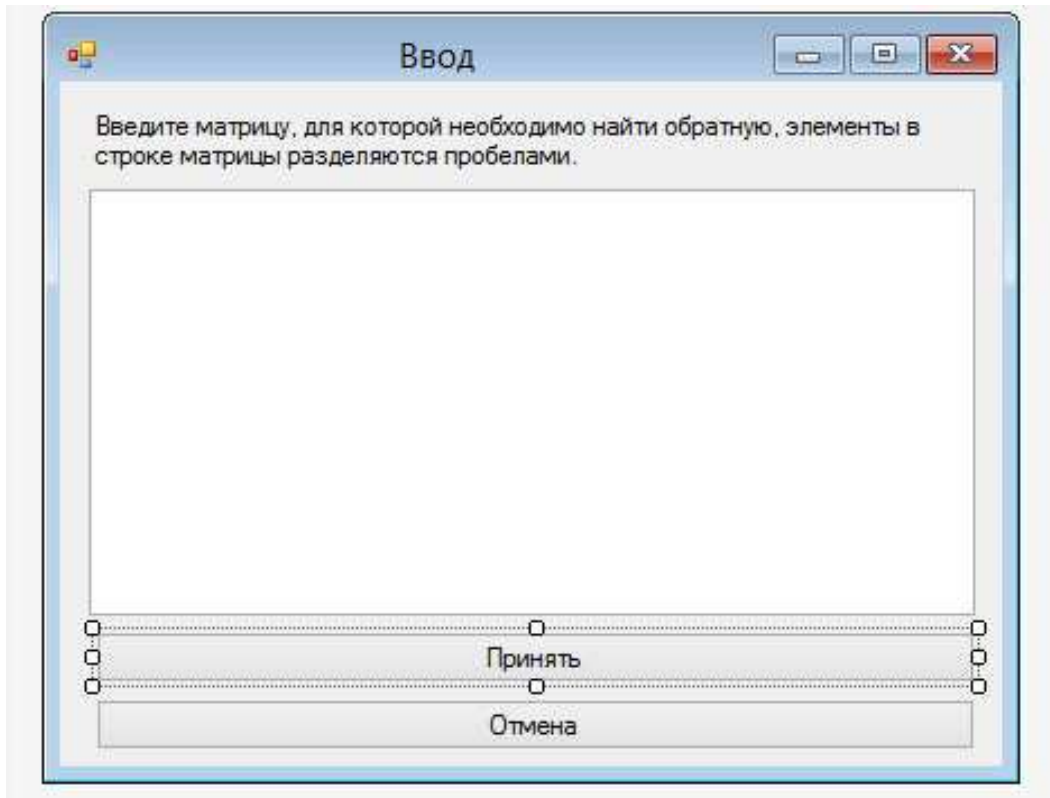 Ввод
Введите матрицу, для которой необходимо найти обратную, элементы в
строке матрицы разделяются пробелами.
Принять
Отмена